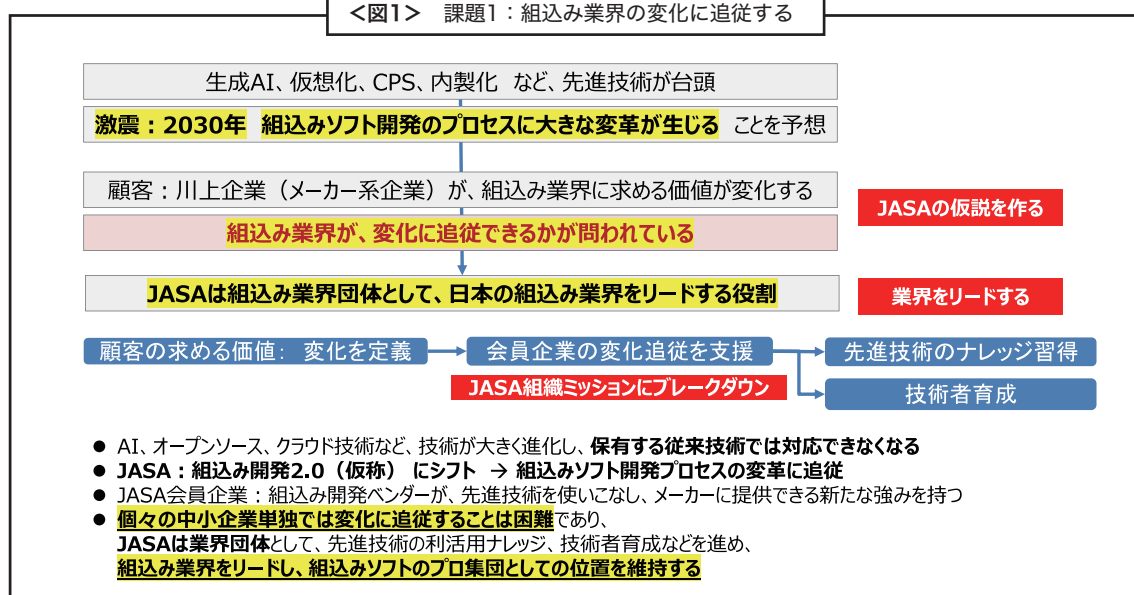 <図1> 課題1：組込み業界の変化に追従する
生成AI、仮想化、CPS、内製化 など、先進技術が台頭
激震：2030年 組込みソフト開発のプロセスに大きな変革が生じる ことを予想
顧客：川上企業（メーカー系企業）が、組込み業界に求める価値が変化する
JASAの仮説を作る
組込み業界が、変化に追従できるかが問われている
JASAは組込み業界団体として、日本の組込み業界をリードする役割
業界をリードする
顧客の求める価値： 変化を定義
会員企業の変化追従を支援
先進技術のナレッジ習得
JASA組織ミッションにブレークダウン
技術者育成
● AI、オープンソース、クラウド技術など、技術が大きく進化し、保有する従来技術では対応できなくなる
● JASA：組込み開発2.0（仮称） にシフト → 組込みソフト開発プロセスの変革に追従
● JASA会員企業：組込み開発ベンダーが、先進技術を使いこなし、メーカーに提供できる新たな強みを持つ
● 個々の中小企業単独では変化に追従することは困難であり、
JASAは業界団体として、先進技術の利活用ナレッジ、技術者育成などを進め、
組込み業界をリードし、組込みソフトのプロ集団としての位置を維持する